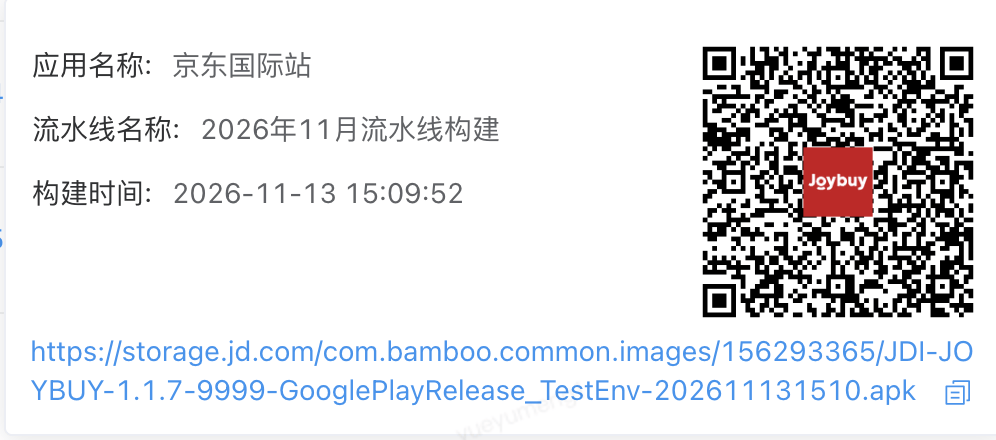 应用名称: 京东国际站
流水线名称: 2026年11月流水线构建
构建时间: 2026-11-13 15:09:52
Joybuy
https://storage.jd.com/com.bamboo.common.images/156293365/JDI-JO
YBUY-1.1.7-9999-GooglePlayRelease_TestEnv-202611131510.apk